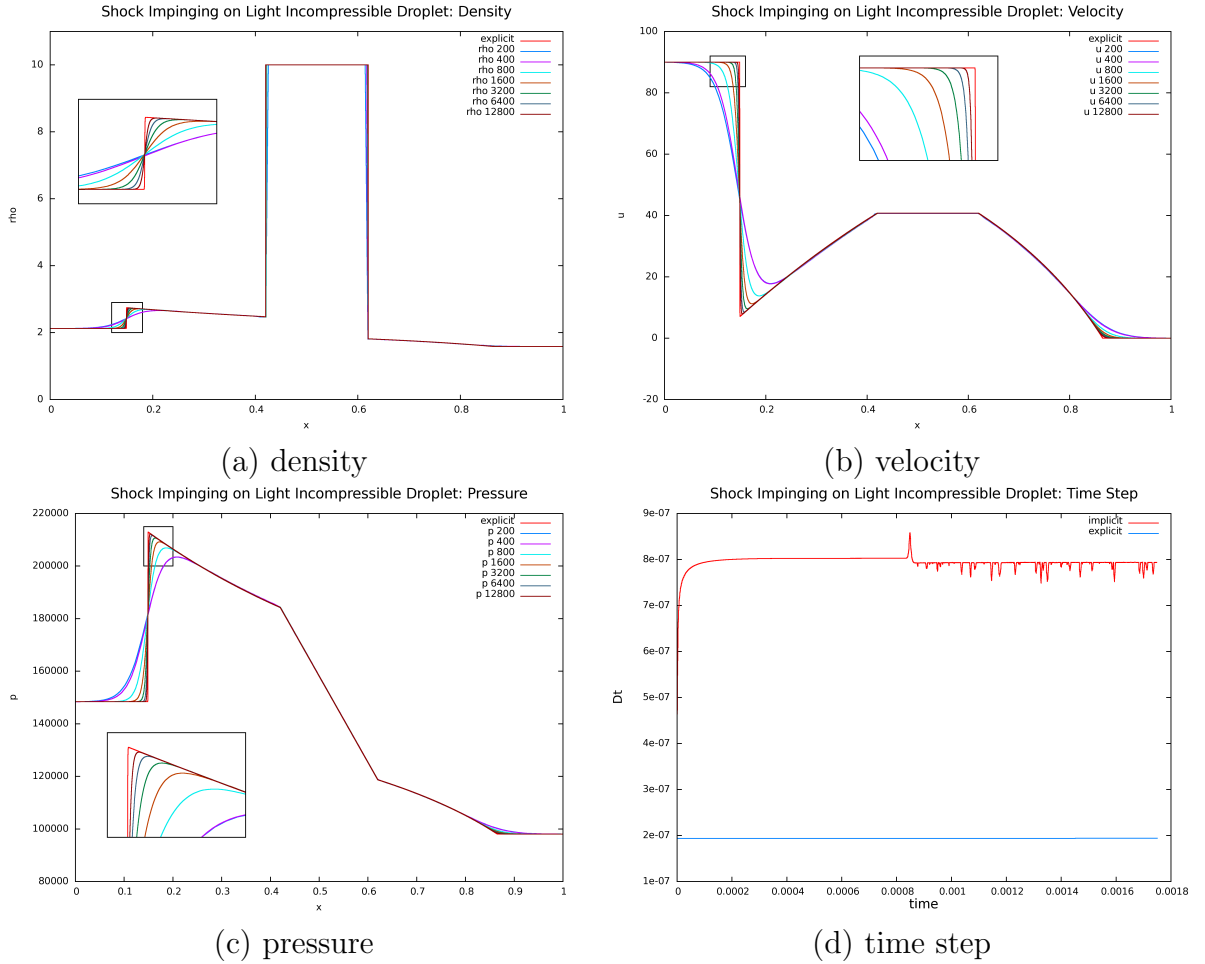 Shock Impinging on Light Incompressible Droplet: Density
explicit
rho 200
rho 400
rho 800
rho 1600
rho 3200
rho 6400
rho 12800
rho
10
8
6
4
2
0
0
0.2
0.4
0.6
0.8
1
x
(a) density
Shock Impinging on Light Incompressible Droplet: Velocity
explicit
u 200
u 400
u 800
u 1600
u 3200
u 6400
u 12800
u
100
80
60
40
20
0
-20
0
0.2
0.4
0.6
0.8
1
x
(b) velocity
Shock Impinging on Light Incompressible Droplet: Pressure
explicit
p 200
p 400
p 800
p 1600
p 3200
p 6400
p 12800
p
220000
200000
180000
160000
140000
120000
100000
80000
0
0.1
0.2
0.3
0.4
0.5
0.6
0.7
0.8
0.9
1
x
(c) pressure
Shock Impinging on Light Incompressible Droplet: Time Step
implicit
explicit
Dt
9e-07
8e-07
7e-07
6e-07
5e-07
4e-07
3e-07
2e-07
1e-07
0
0.0002
0.0004
0.0006
0.0008
0.001
0.0012
0.0014
0.0016
0.0018
time
(d) time step